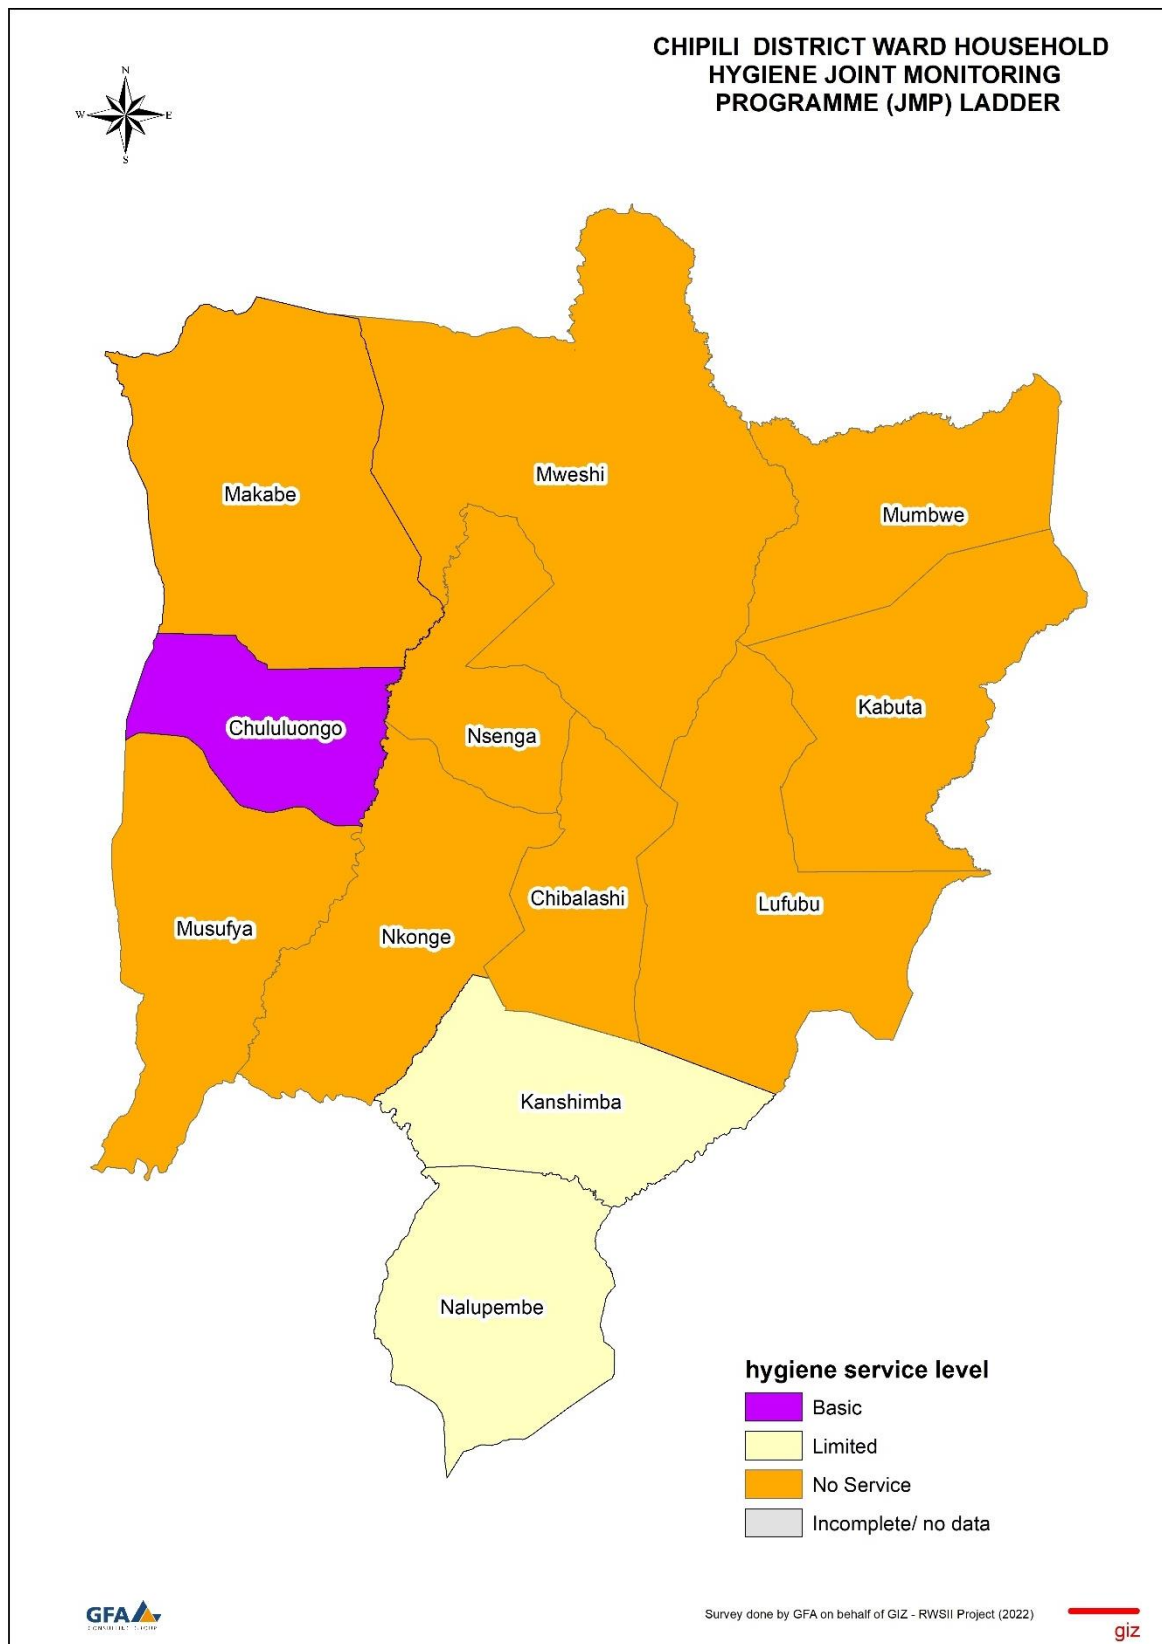 CHIPILI DISTRICT WARD HOUSEHOLD
HYGIENE JOINT MONITORING
PROGRAMME (JMP) LADDER
N
W
E
S
Mweshi
Makabe
Mumbwe
Kabuta
Chululuongo
Nsenga
Chibalashi
Lufubu
Musufya
Nkonge
Kanshimba
Nalupembe
hygiene service level
Basic
Limited
No Service
Incomplete/ no data
GFA
CONSULTING GROUP
Survey done by GFA on behalf of GIZ - RWSII Project (2022)
giz